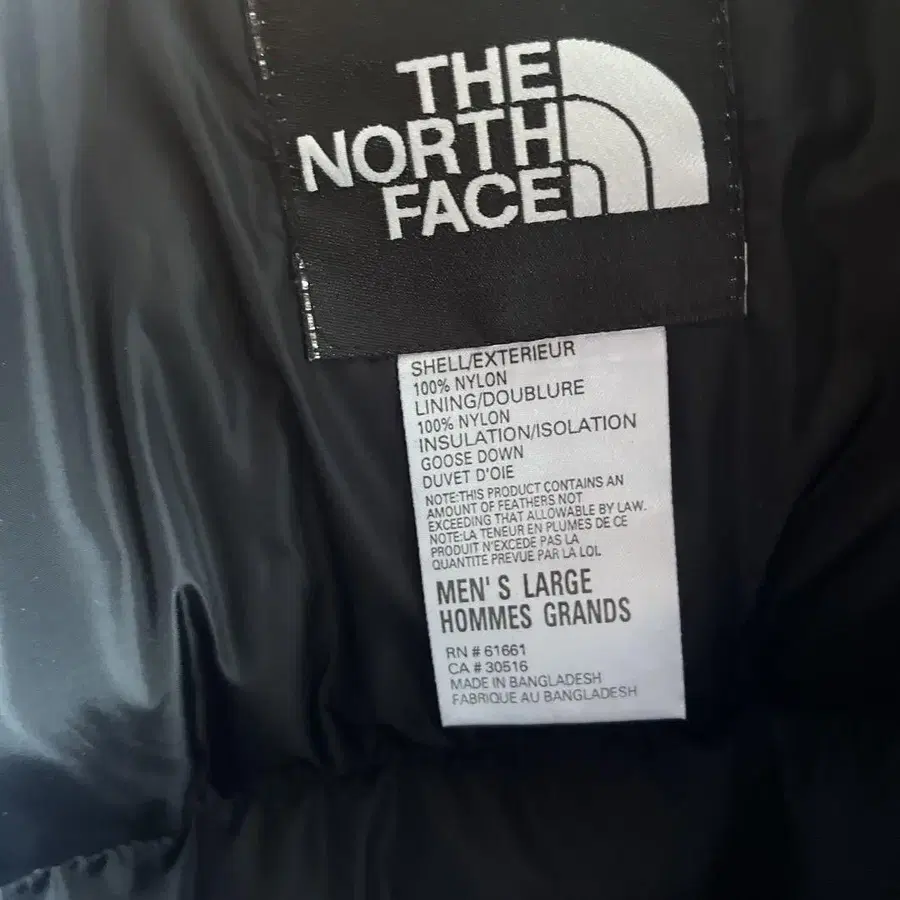 THE
NORTH
FACE
SHELL/EXTERIEUR
100% NYLON
LINING/DOUBLURE
100% NYLON
INSULATION/ISOLATION
GOOSE DOWN
DUVET D'OIE
NOTE:THIS PRODUCT CONTAINS AN
AMOUNT OF FEATHERS NOT
EXCEEDING THAT ALLOWABLE BY LAW.
NOTE:LA TENEUR EN PLUMES DE CE
PRODUIT N'EXCEDE PAS LA
QUANTITE PREVUE PAR LA LOL
MEN' S LARGE
HOMMES GRANDS
RN # 61661
CA # 30516
MADE IN BANGLADESH
FABRIQUE AU BANGLADESH